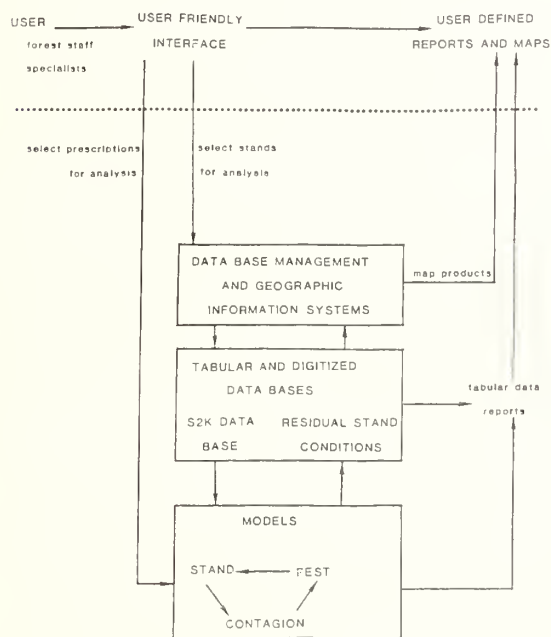 USER
USER FRIENDLY
INTERFACE
USER DEFINED
REPORTS AND MAPS
forest staff
specialists
select prescriptions
for analysis
select stands
for analysis
DATA BASE MANAGEMENT
AND GEOGRAPHIC
INFORMATION SYSTEMS
map products
TABULAR AND DIGITIZED
DATA BASES
S2K DATA
BASE
RESIDUAL STAND
CONDITIONS
tabular data
reports
MODELS
STAND
PEST
CONTAGION